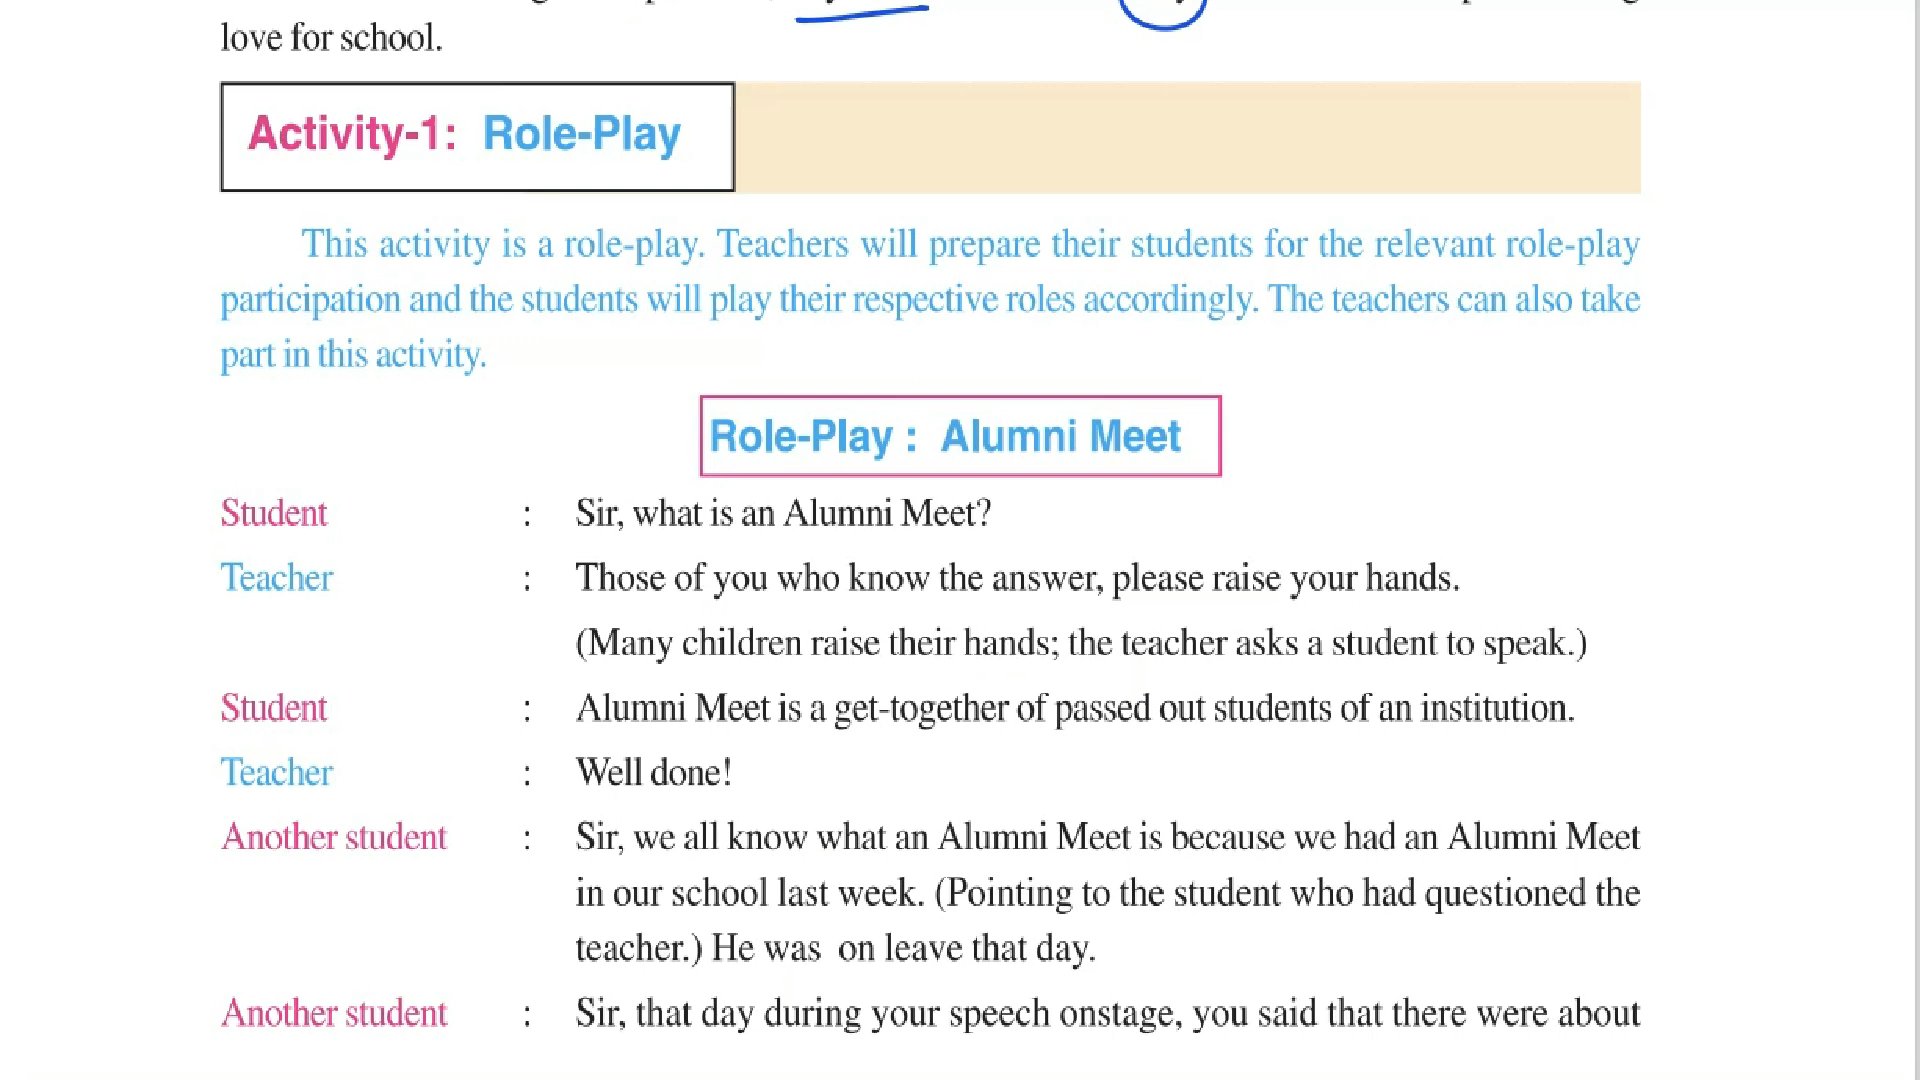 love for school.
Activity-1: Role-Play
This activity is a role-play. Teachers will prepare their students for the relevant role-play
participation and the students will play their respective roles accordingly. The teachers can also take
part in this activity.
Role-Play : Alumni Meet
Student : Sir, what is an Alumni Meet?
Teacher : Those of you who know the answer, please raise your hands.
(Many children raise their hands; the teacher asks a student to speak.)
Student : Alumni Meet is a get-together of passed out students of an institution.
Teacher : Well done!
Another student : Sir, we all know what an Alumni Meet is because we had an Alumni Meet
in our school last week. (Pointing to the student who had questioned the
teacher.) He was on leave that day.
Another student : Sir, that day during your speech onstage, you said that there were about